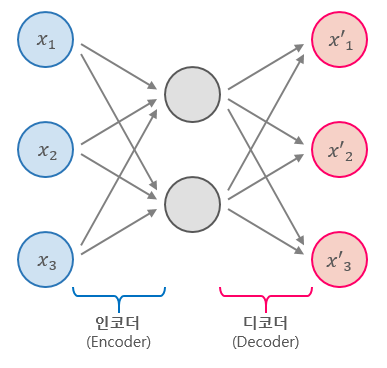 x₁
x′₁
x₂
x′₂
x₃
x′₃
인코더
(Encoder)
디코더
(Decoder)